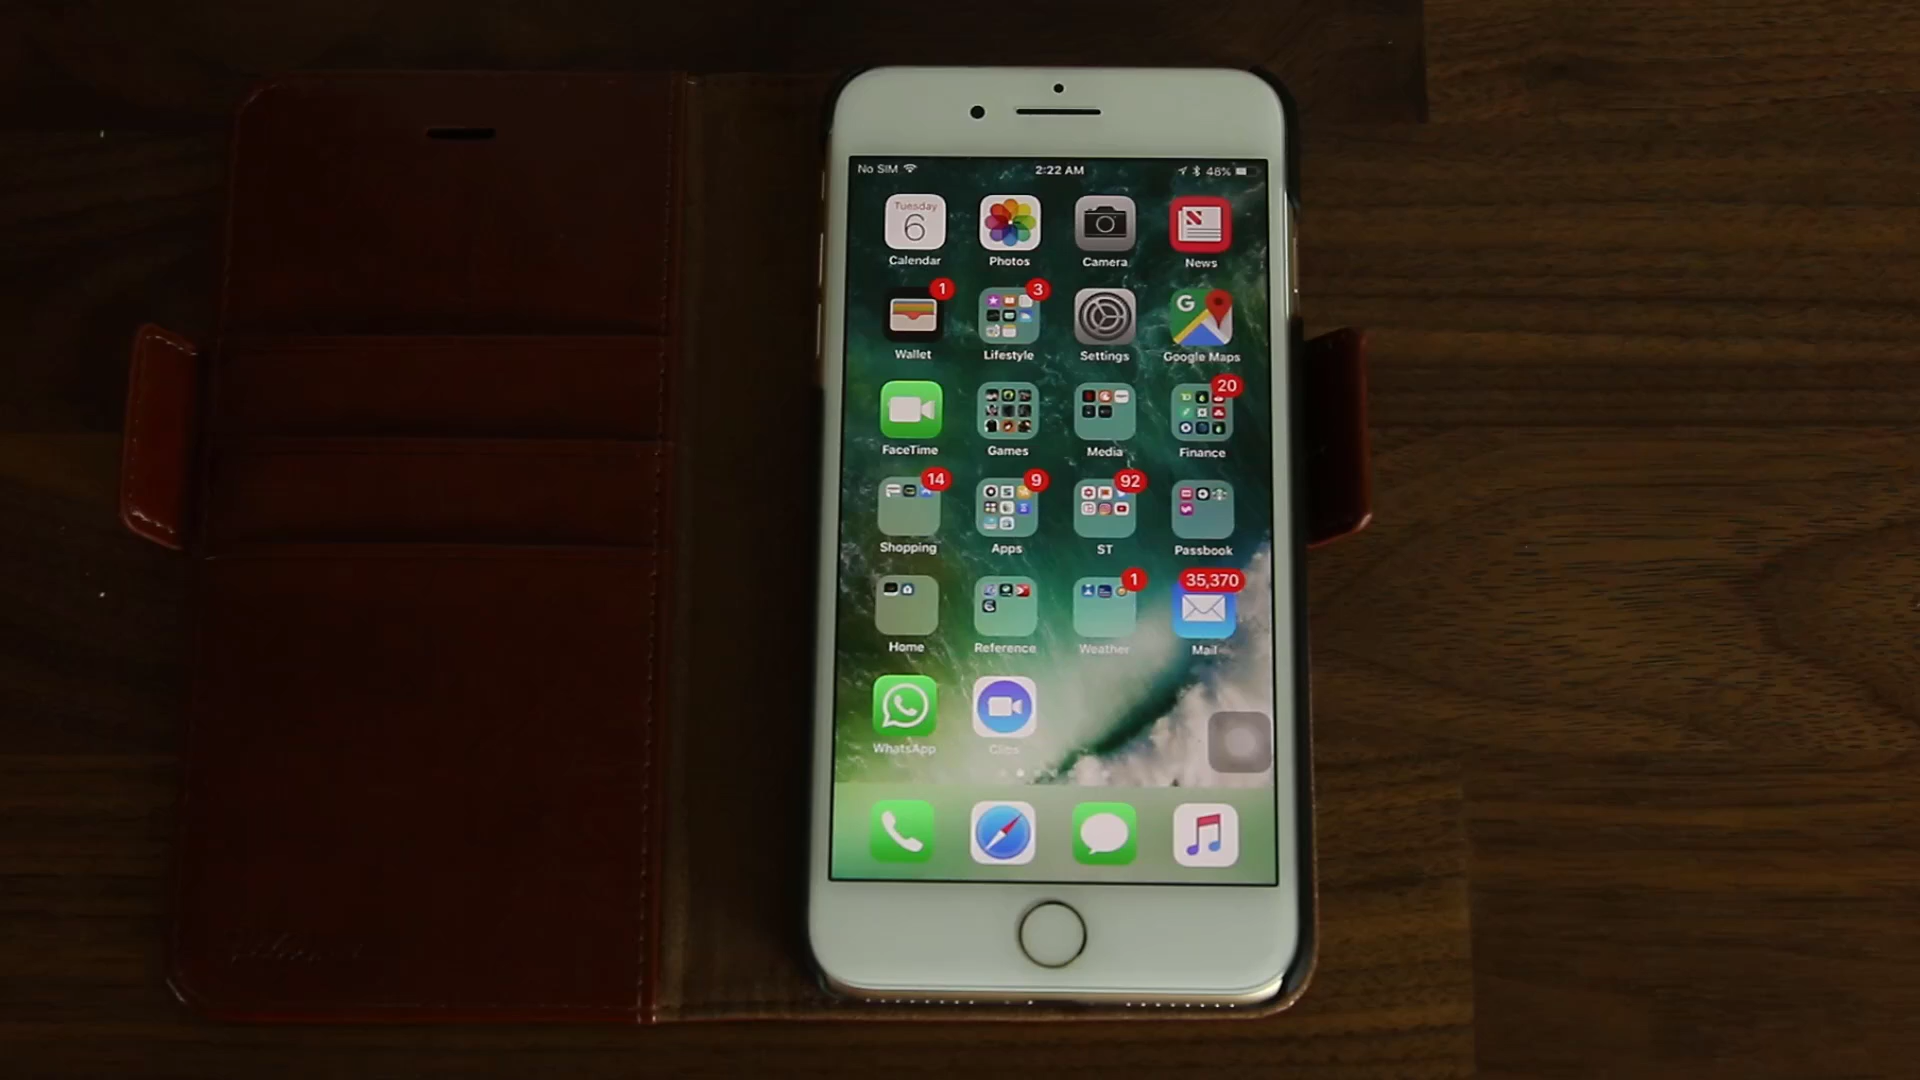 No SIM 2:22 AM 48%
Tuesday
6
Calendar Photos Camera News
1 3
Wallet Lifestyle Settings G Google Maps
20
FaceTime Games Media Finance
14 9 92
Shopping Apps ST Passbook
1 35,370
Home Reference Weather Mail
WhatsApp Clips